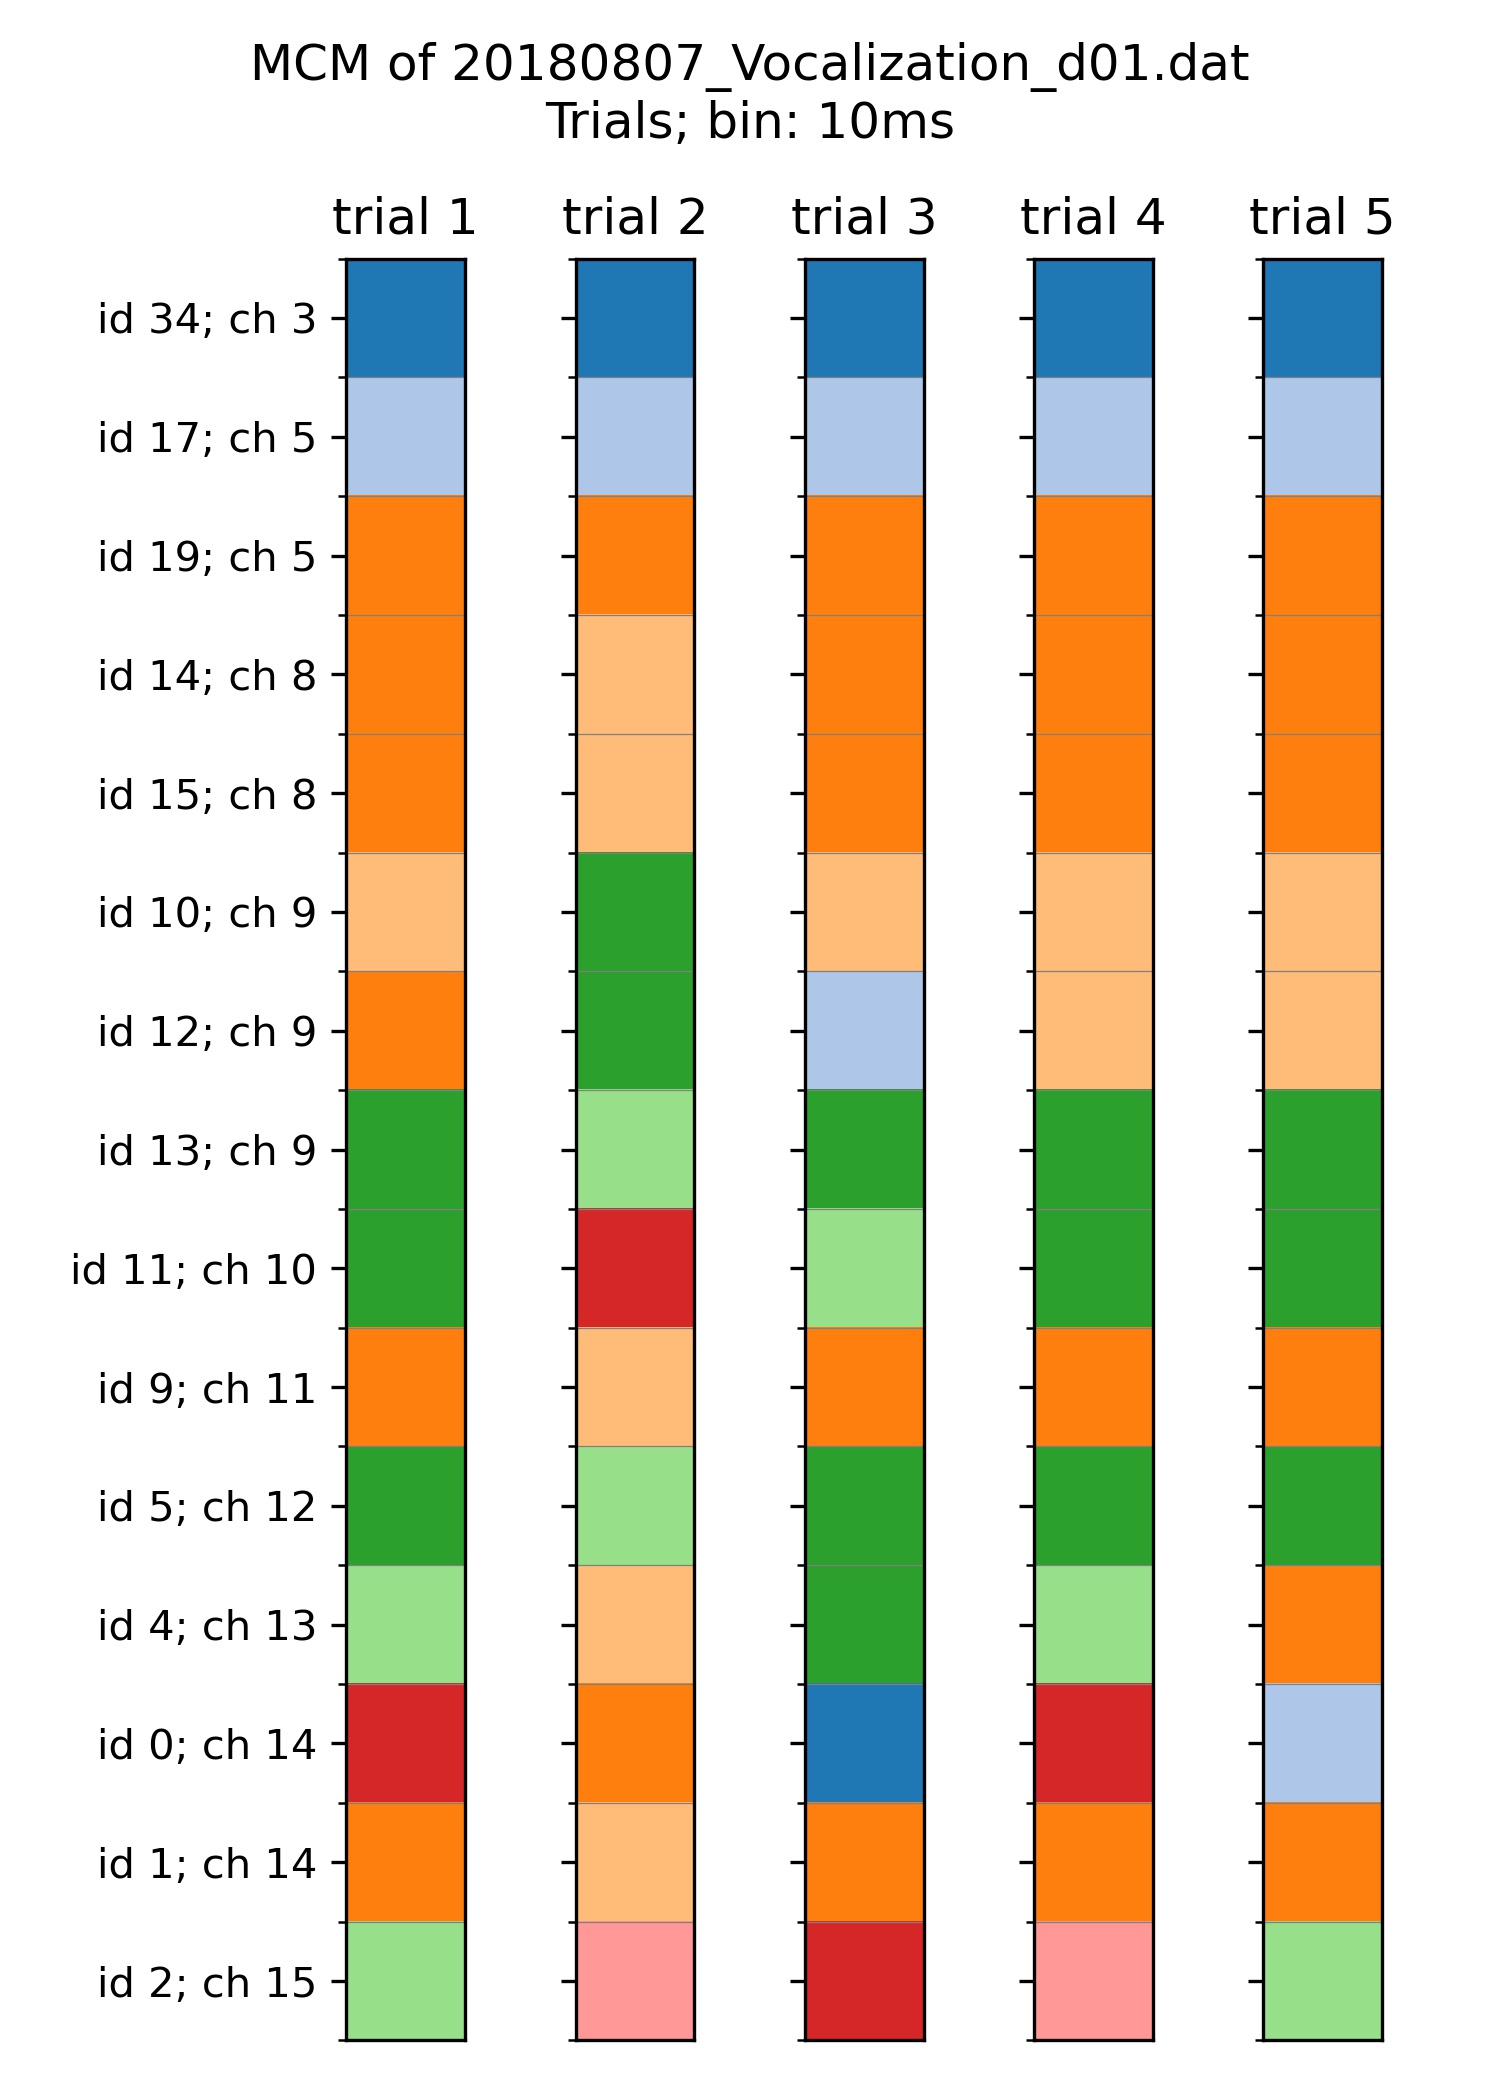 MCM of 20180807_Vocalization_d01.dat
Trials; bin: 10ms
trial 1 trial 2 trial 3 trial 4 trial 5
id 34; ch 3
id 17; ch 5
id 19; ch 5
id 14; ch 8
id 15; ch 8
id 10; ch 9
id 12; ch 9
id 13; ch 9
id 11; ch 10
id 9; ch 11
id 5; ch 12
id 4; ch 13
id 0; ch 14
id 1; ch 14
id 2; ch 15